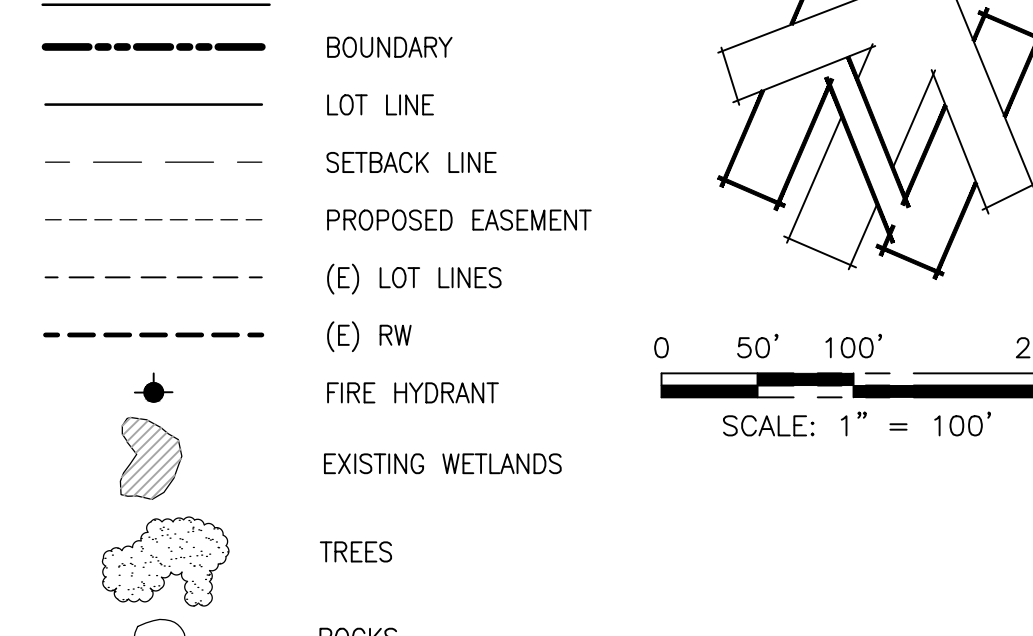 BOUNDARY
LOT LINE
SETBACK LINE
PROPOSED EASEMENT
(E) LOT LINES
(E) RW
FIRE HYDRANT
EXISTING WETLANDS
TREES
0 50' 100'
SCALE: 1" = 100'